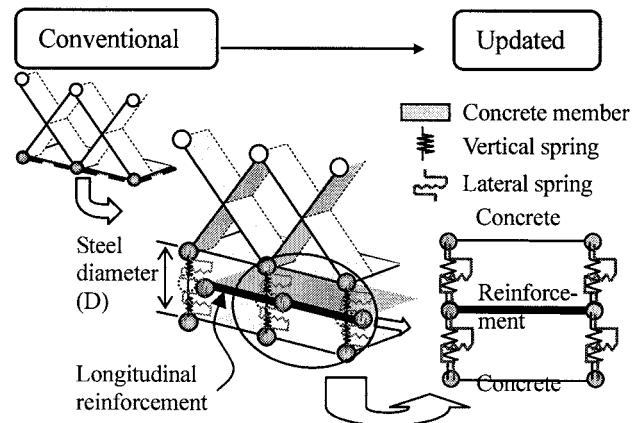 Conventional
Updated
Concrete member
Vertical spring
Lateral spring
Steel
diameter
(D)
Longitudinal
reinforcement
Concrete
Reinforce-
ment
Concrete